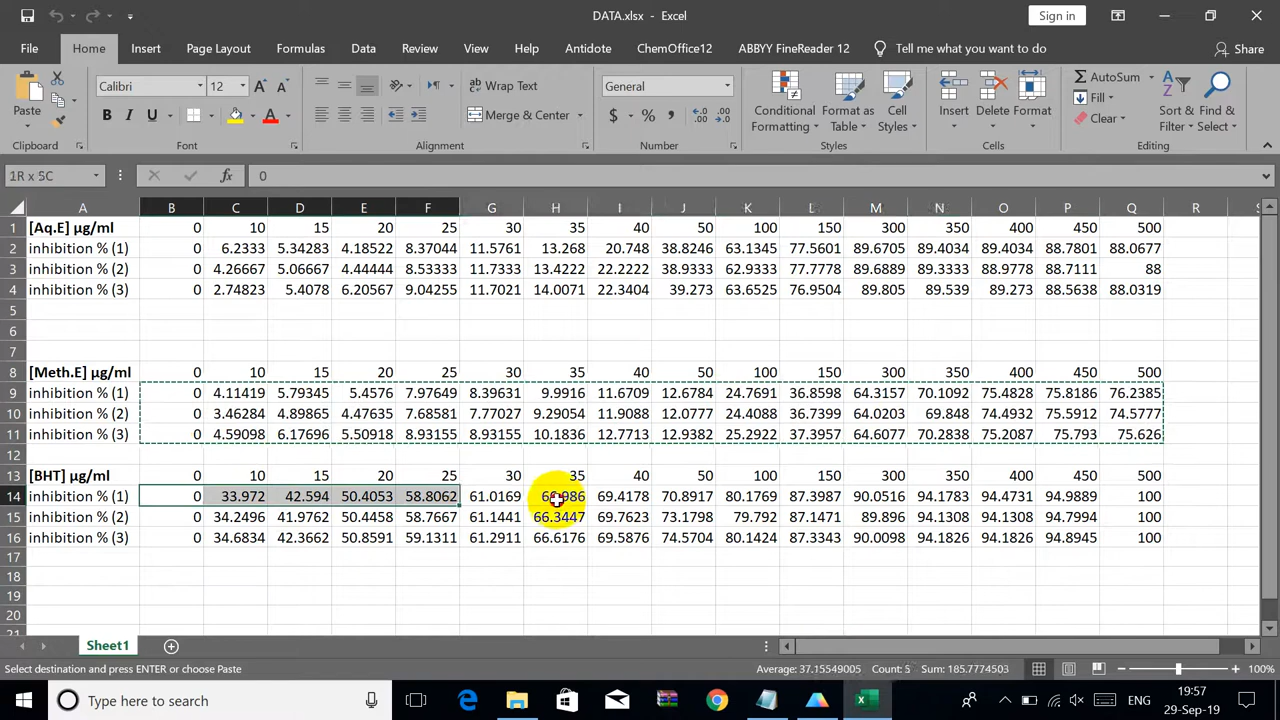 DATA.xlsx - Excel
Sign in
File Home Insert Page Layout Formulas Data Review View Help Antidote ChemOffice12 ABBYY FineReader 12 Tell me what you want to do Share
Paste
Calibri 12
B I U
Wrap Text
Merge & Center
General
$ % ,
Conditional Formatting
Format as Table
Cell Styles
Insert Delete Format
AutoSum
Fill
Clear
Sort & Filter
Find & Select
Clipboard Font Alignment Number Styles Cells Editing
1R x 5C fx 0
A B C D E F G H I J K L M N O P Q R S
1 [Aq.E] µg/ml 0 10 15 20 25 30 35 40 50 100 200 300 350 400 450 500
2 inhibition % (1) 0 6.2333 5.34283 4.18522 8.37044 11.5761 13.268 20.748 38.8246 63.1345 77.5601 89.6705 89.4034 89.4034 88.7801 88.0677
3 inhibition % (2) 0 4.26667 5.06667 4.44444 8.53333 11.7333 13.4222 22.2222 38.9333 62.9333 77.7778 89.6889 89.3333 88.9778 88.7111 88
4 inhibition % (3) 0 2.74823 5.4078 6.20567 9.04255 11.7021 14.0071 22.3404 39.273 63.6525 76.9504 89.805 89.539 89.273 88.5638 88.0319
5
6
7
8 [Meth.E] µg/ml 0 10 15 20 25 30 35 40 50 100 200 300 350 400 450 500
9 inhibition % (1) 0 4.11419 5.79345 5.4576 7.97649 8.39631 9.9916 11.6709 12.6784 24.7691 36.8598 64.3157 70.1092 75.4828 75.8186 76.2385
10 inhibition % (2) 0 3.46284 4.89865 4.47635 7.68581 7.77027 9.29054 11.9088 12.0777 24.4088 36.7399 64.0203 69.848 74.4932 75.5912 74.5777
11 inhibition % (3) 0 4.59098 6.17696 5.50918 8.93155 8.93155 10.1836 12.7713 12.9382 25.2922 37.3957 64.6077 70.2838 75.2087 75.793 75.626
12
13 [BHT] µg/ml 0 10 15 20 25 30 35 40 50 100 200 300 350 400 450 500
14 inhibition % (1) 0 33.972 42.594 50.4053 58.8062 61.0169 69.4178 70.8917 80.1769 87.3987 90.0516 94.1783 94.4731 94.9889 100
15 inhibition % (2) 0 34.2496 41.9762 50.4458 58.7667 61.1441 66.3447 69.7623 73.1798 79.792 87.1471 89.896 94.1308 94.1308 94.7994 100
16 inhibition % (3) 0 34.6834 42.3662 50.8591 59.1311 61.2911 66.6176 69.5876 74.5704 80.1424 87.3343 90.0098 94.1826 94.1826 94.8945 100
17
18
19
20
21
Sheet1
Select destination and press ENTER or choose Paste
Average: 37.15549005 Count: 5 Sum: 185.7774503 100%
Type here to search
ENG
19:57
29-Sep-19